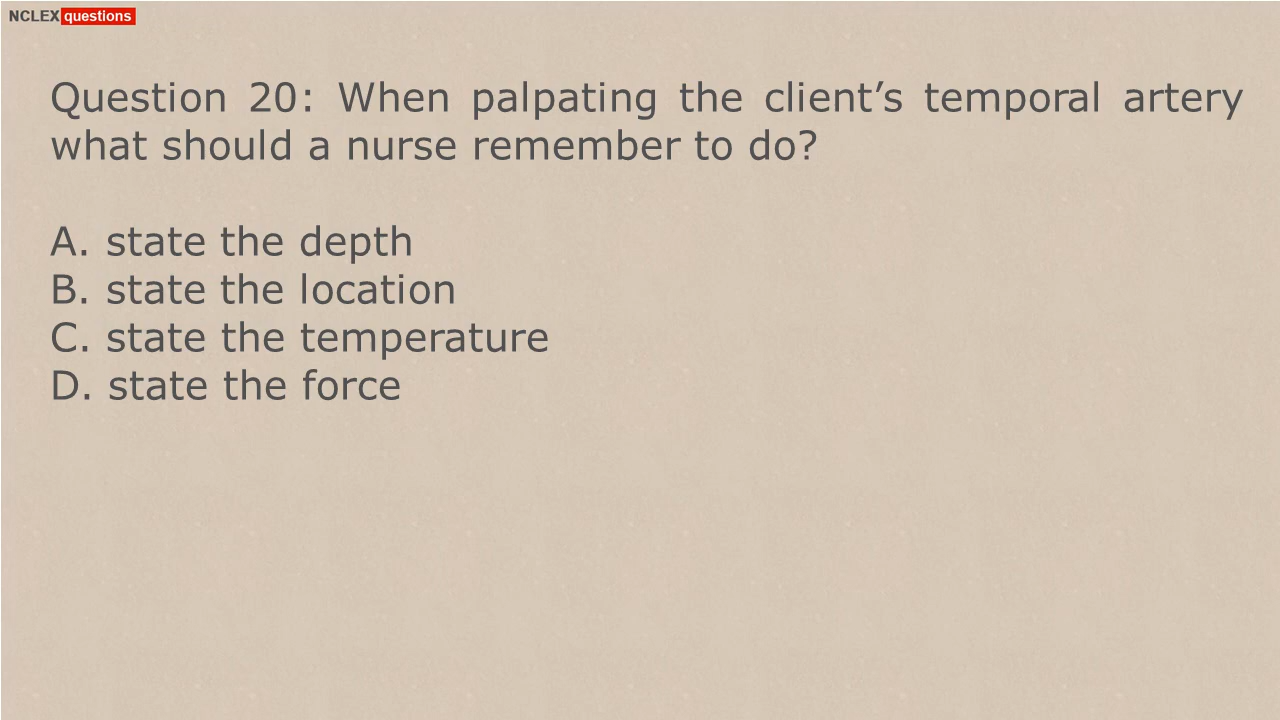 NCLEX questions
Question 20: When palpating the client’s temporal artery
what should a nurse remember to do?
A. state the depth
B. state the location
C. state the temperature
D. state the force